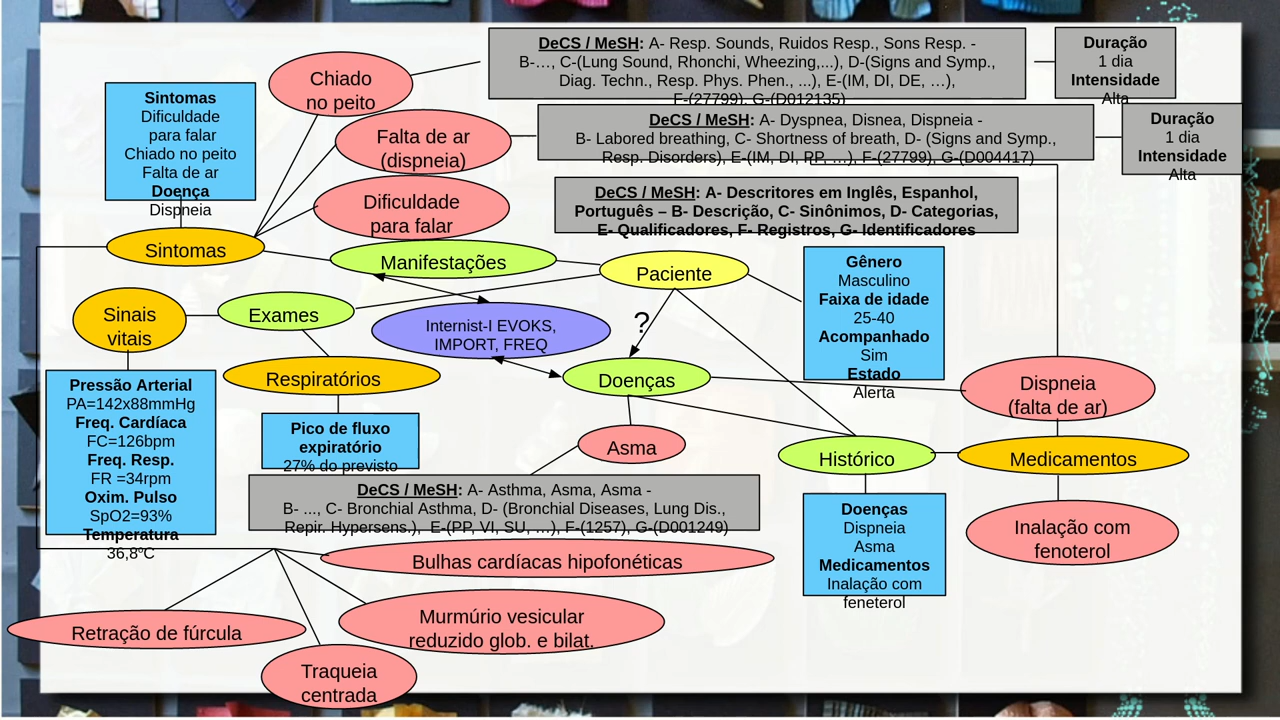 DeCS / MeSH: A- Resp. Sounds, Ruidos Resp., Sons Resp. -
B-…, C-(Lung Sound, Rhonchi, Wheezing,...), D-(Signs and Symp.,
Diag. Techn., Resp. Phys. Phen., ...), E-(IM, DI, DE, …),
F-(27799), G-(D012135)
Duração
1 dia
Intensidade
Alta
Chiado
no peito
Sintomas
Dificuldade
para falar
Chiado no peito
Falta de ar
Doença
Dispneia
Falta de ar
(dispneia)
DeCS / MeSH: A- Dyspnea, Disnea, Dispneia -
B- Labored breathing, C- Shortness of breath, D- (Signs and Symp.,
Resp. Disorders), E-(IM, DI, PP, …), F-(27799), G-(D004417)
Duração
1 dia
Intensidade
Alta
Dificuldade
para falar
DeCS / MeSH: A- Descritores em Inglês, Espanhol,
Português – B- Descrição, C- Sinônimos, D- Categorias,
E- Qualificadores, F- Registros, G- Identificadores
Sintomas
Manifestações
Paciente
Gênero
Masculino
Faixa de idade
25-40
Acompanhado
Sim
Estado
Alerta
Sinais
vitais
Exames
Internist-I EVOKS,
IMPORT, FREQ
?
Respiratórios
Doenças
Dispneia
(falta de ar)
Pressão Arterial
PA=142x88mmHg
Freq. Cardíaca
FC=126bpm
Freq. Resp.
FR =34rpm
Oxim. Pulso
SpO2=93%
Temperatura
36,8ºC
Pico de fluxo
expiratório
27% do previsto
Asma
Histórico
Medicamentos
DeCS / MeSH: A- Asthma, Asma, Asma -
B- ..., C- Bronchial Asthma, D- (Bronchial Diseases, Lung Dis.,
Repir. Hypersens.), E-(PP, VI, SU, …), F-(1257), G-(D001249)
Doenças
Dispneia
Asma
Medicamentos
Inalação com
feneterol
Inalação com
fenoterol
Bulhas cardíacas hipofonéticas
Retração de fúrcula
Murmúrio vesicular
reduzido glob. e bilat.
Traqueia
centrada